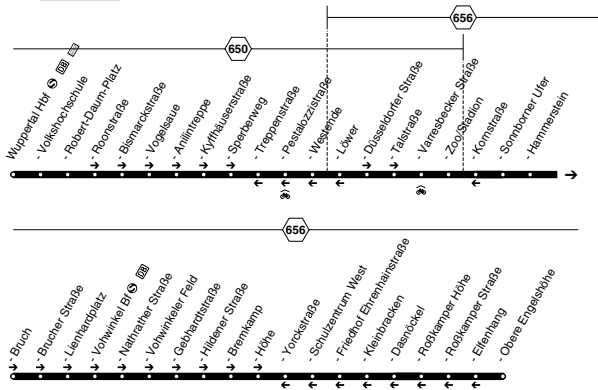 656
650
Wuppertal Hbf S DB
- Volkshochschule
- Robert-Daum-Platz
- Roonstraße
- Bismarckstraße
- Vogelsaue
- Anilintreppe
- Kyffhäuserstraße
- Sperberweg
- Treppenstraße
- Pestalozzistraße
- Westende
- Löwer
- Düsseldorfer Straße
- Talstraße
- Varresbecker Straße
- Zoo/Stadion
- Kornstraße
- Sonnborner Ufer
- Hammerstein
656
- Bruch
- Brucher Straße
- Lienhardplatz
- Vohwinkel Bf S DB
- Nathrather Straße
- Vohwinkeler Feld
- Gebhardtstraße
- Hildener Straße
- Bremkamp
- Höhe
- Yorckstraße
- Schulzentrum West
- Friedhof Ehrenhainstraße
- Kleinbracken
- Dasnöckel
- Roßkamper Höhe
- Roßkamper Straße
- Elfenhang
- Obere Engelshöhe